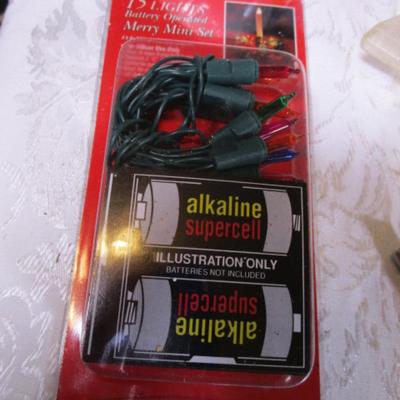 15 LIGHTS
Battery Operated
Merry Mini Set
alkaline
supercell
ILLUSTRATION ONLY
BATTERIES NOT INCLUDED
supercell
alkaline